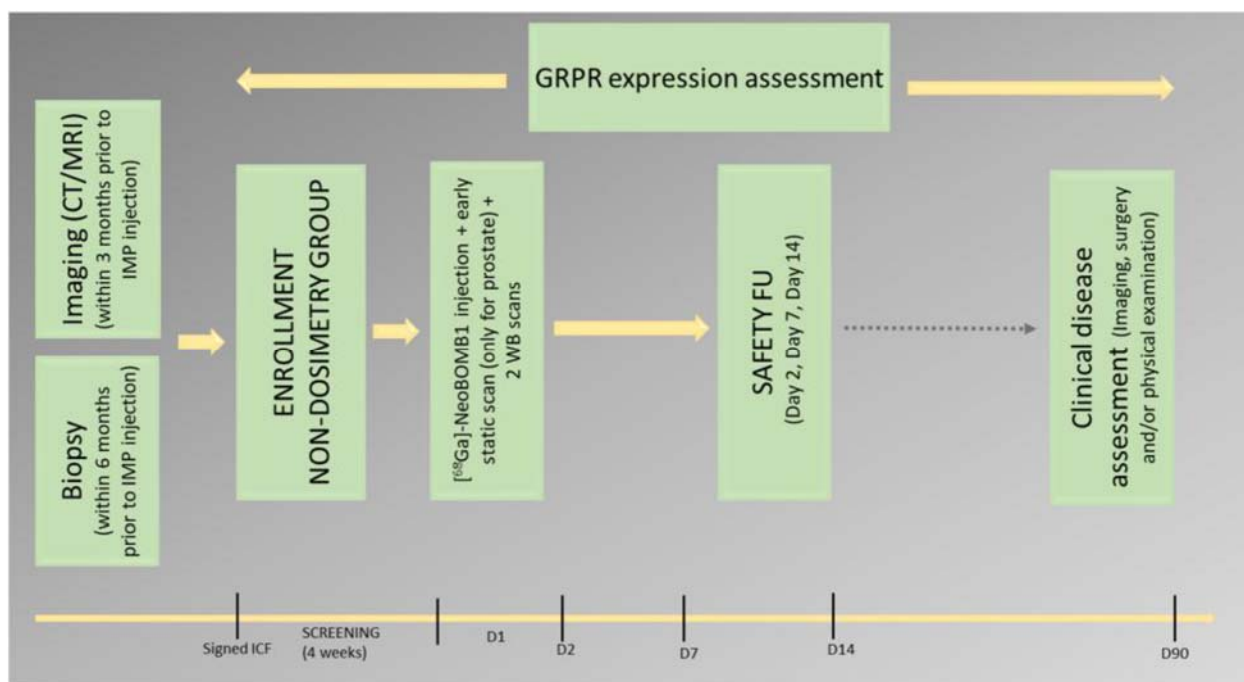 GRPR expression assessment
Imaging (CT/MRI)
(within 3 months prior to
IMP injection)
Biopsy
(within 6 months
prior to IMP injection)
ENROLLMENT
NON-DOSIMETRY GROUP
[⁶⁸Ga]-NeoBOMB1 injection + early
static scan (only for prostate) +
2 WB scans
SAFETY FU
(Day 2, Day 7, Day 14)
Clinical disease
assessment (Imaging, surgery
and/or physical examination)
Signed ICF
SCREENING
(4 weeks)
D1
D2
D7
D14
D90